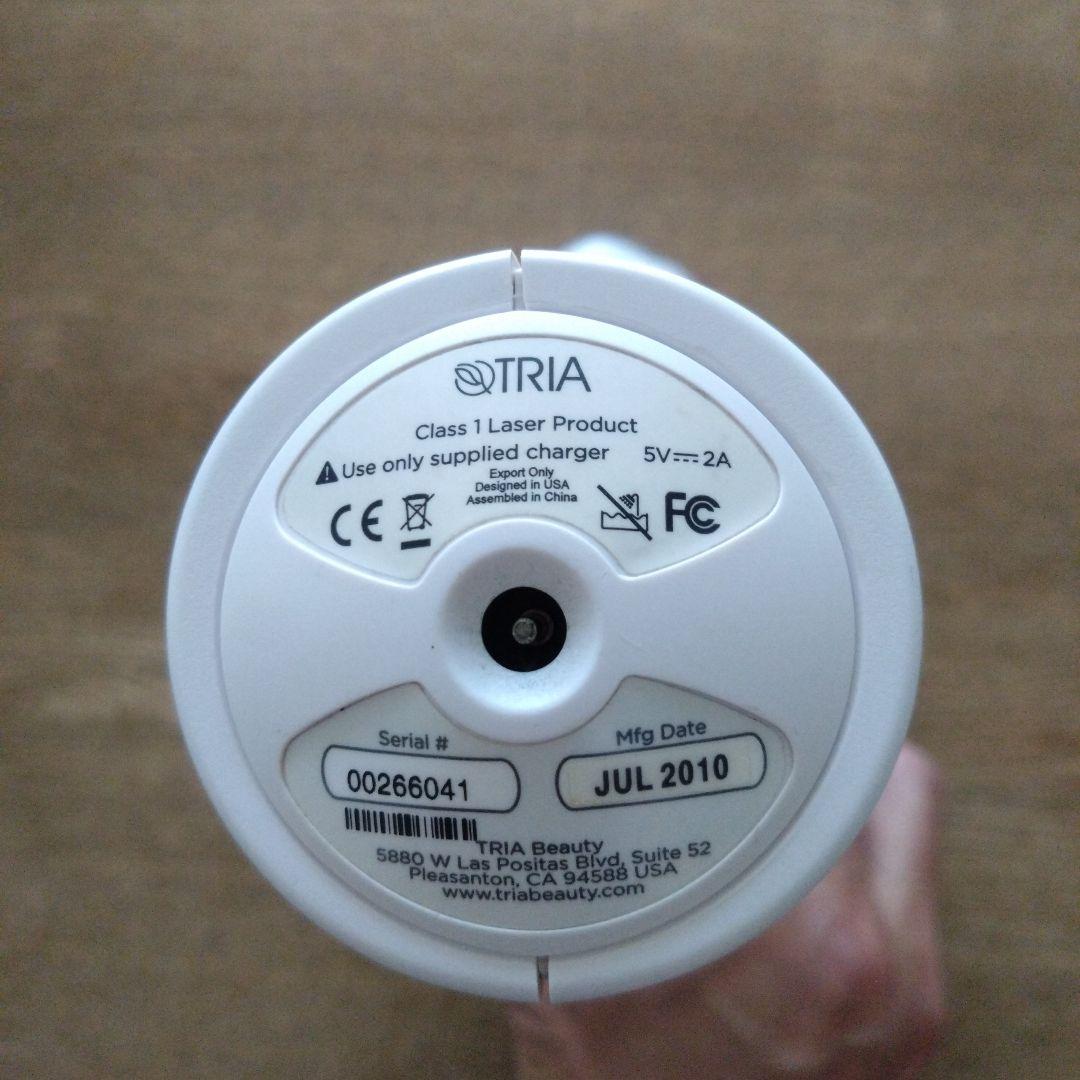 TRIA
Class 1 Laser Product
Use only supplied charger 5V 2A
Export Only
Designed in USA
Assembled in China
CE FC
Serial # Mfg Date
00266041 JUL 2010
TRIA Beauty
5880 W Las Positas Blvd, Suite 52
Pleasanton, CA 94588 USA
www.triabeauty.com